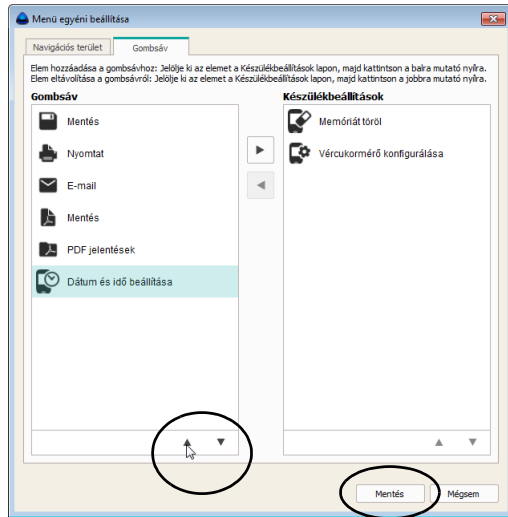 Menü egyéni beállítása
Navigációs terület
Gombsáv
Elem hozzáadása a gombsávhoz: Jelölje ki az elemet a Készülékbeállítások lapon, majd kattintson a balra mutató nyílra.
Elem eltávolítása a gombsávról: Jelölje ki az elemet a Készülékbeállítások lapon, majd kattintson a jobbra mutató nyílra.
Gombsáv
Készülékbeállítások
Mentés
Memóriát töröl
Nyomtat
Vércukormérő konfigurálása
E-mail
Mentés
PDF jelentések
Dátum és idő beállítása
Mentés
Mégsem